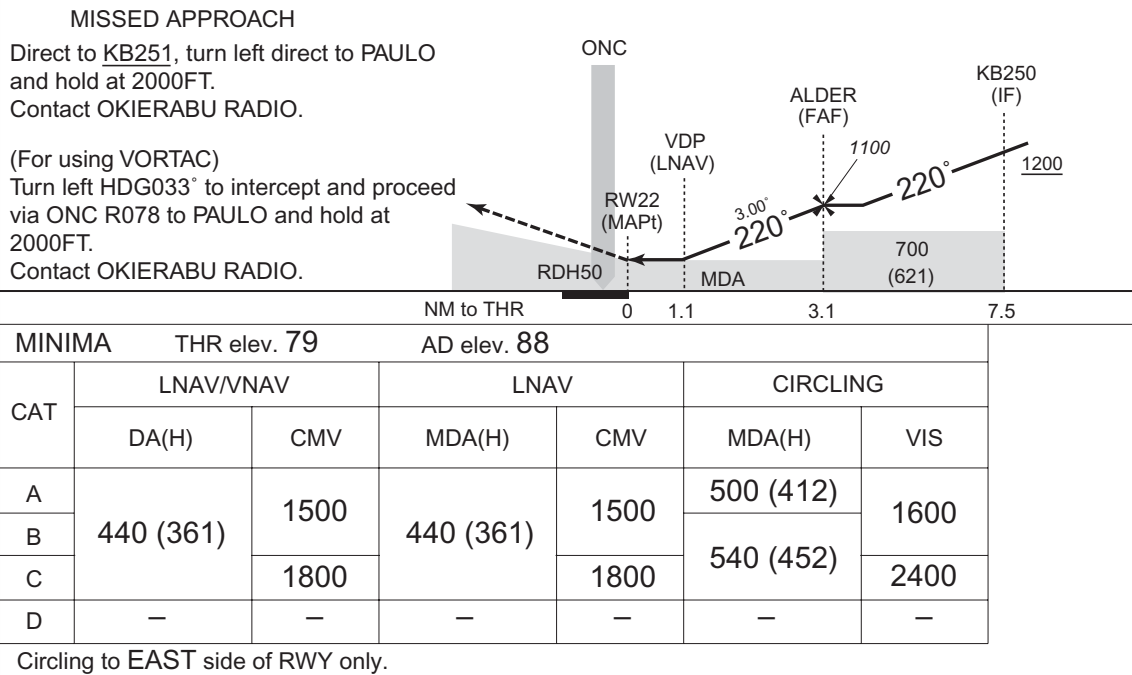 MISSED APPROACH
Direct to KB251, turn left direct to PAULO
and hold at 2000FT.
Contact OKIERABU RADIO.
(For using VORTAC)
Turn left HDG033˚ to intercept and proceed
via ONC R078 to PAULO and hold at
2000FT.
Contact OKIERABU RADIO.
ONC
KB250
(IF)
ALDER
(FAF)
1100
VDP
(LNAV)
1200
RW22
(MAPt)
3.00˚
220˚
220˚
700
(621)
RDH50
MDA
NM to THR 0 1.1 3.1 7.5
MINIMA THR elev. 79 AD elev. 88
CAT LNAV/VNAV LNAV CIRCLING
DA(H) CMV MDA(H) CMV MDA(H) VIS
A 440 (361) 1500 440 (361) 1500 500 (412) 1600
B 540 (452)
C 1800 1800 2400
D – – – – – –
Circling to EAST side of RWY only.